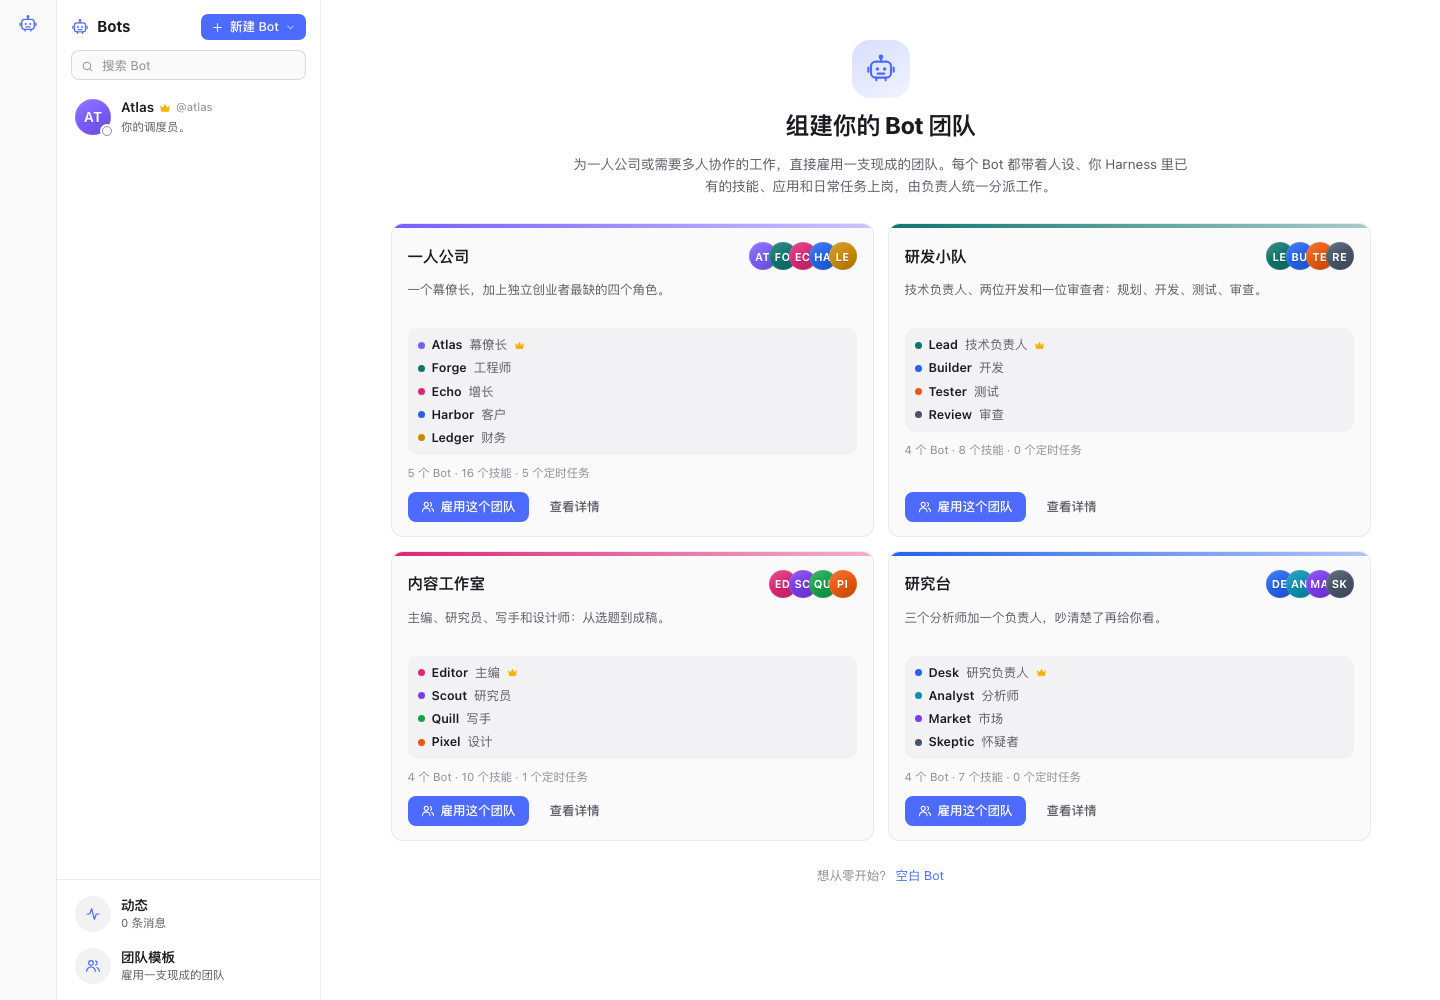 Bots
新建 Bot
搜索 Bot
AT
Atlas @atlas
你的调度员。
动态
0 条消息
团队模板
雇用一支现成的团队
组建你的 Bot 团队
为一人公司或需要多人协作的工作，直接雇用一支现成的团队。每个 Bot 都带着人设、你 Harness 里已
有的技能、应用和日常任务上岗，由负责人统一分派工作。
一人公司
AT FO EC HA LE
一个幕僚长，加上独立创业者最缺的四个角色。
Atlas 幕僚长
Forge 工程师
Echo 增长
Harbor 客户
Ledger 财务
5 个 Bot · 16 个技能 · 5 个定时任务
雇用这个团队 查看详情
研发小队
LE BU TE RE
技术负责人、两位开发和一位审查者：规划、开发、测试、审查。
Lead 技术负责人
Builder 开发
Tester 测试
Review 审查
4 个 Bot · 8 个技能 · 0 个定时任务
雇用这个团队 查看详情
内容工作室
ED SC QU PI
主编、研究员、写手和设计师：从选题到成稿。
Editor 主编
Scout 研究员
Quill 写手
Pixel 设计
4 个 Bot · 10 个技能 · 1 个定时任务
雇用这个团队 查看详情
研究台
DE AN MA SK
三个分析师加一个负责人，吵清楚了再给你看。
Desk 研究负责人
Analyst 分析师
Market 市场
Skeptic 怀疑者
4 个 Bot · 7 个技能 · 0 个定时任务
雇用这个团队 查看详情
想从零开始？ 空白 Bot